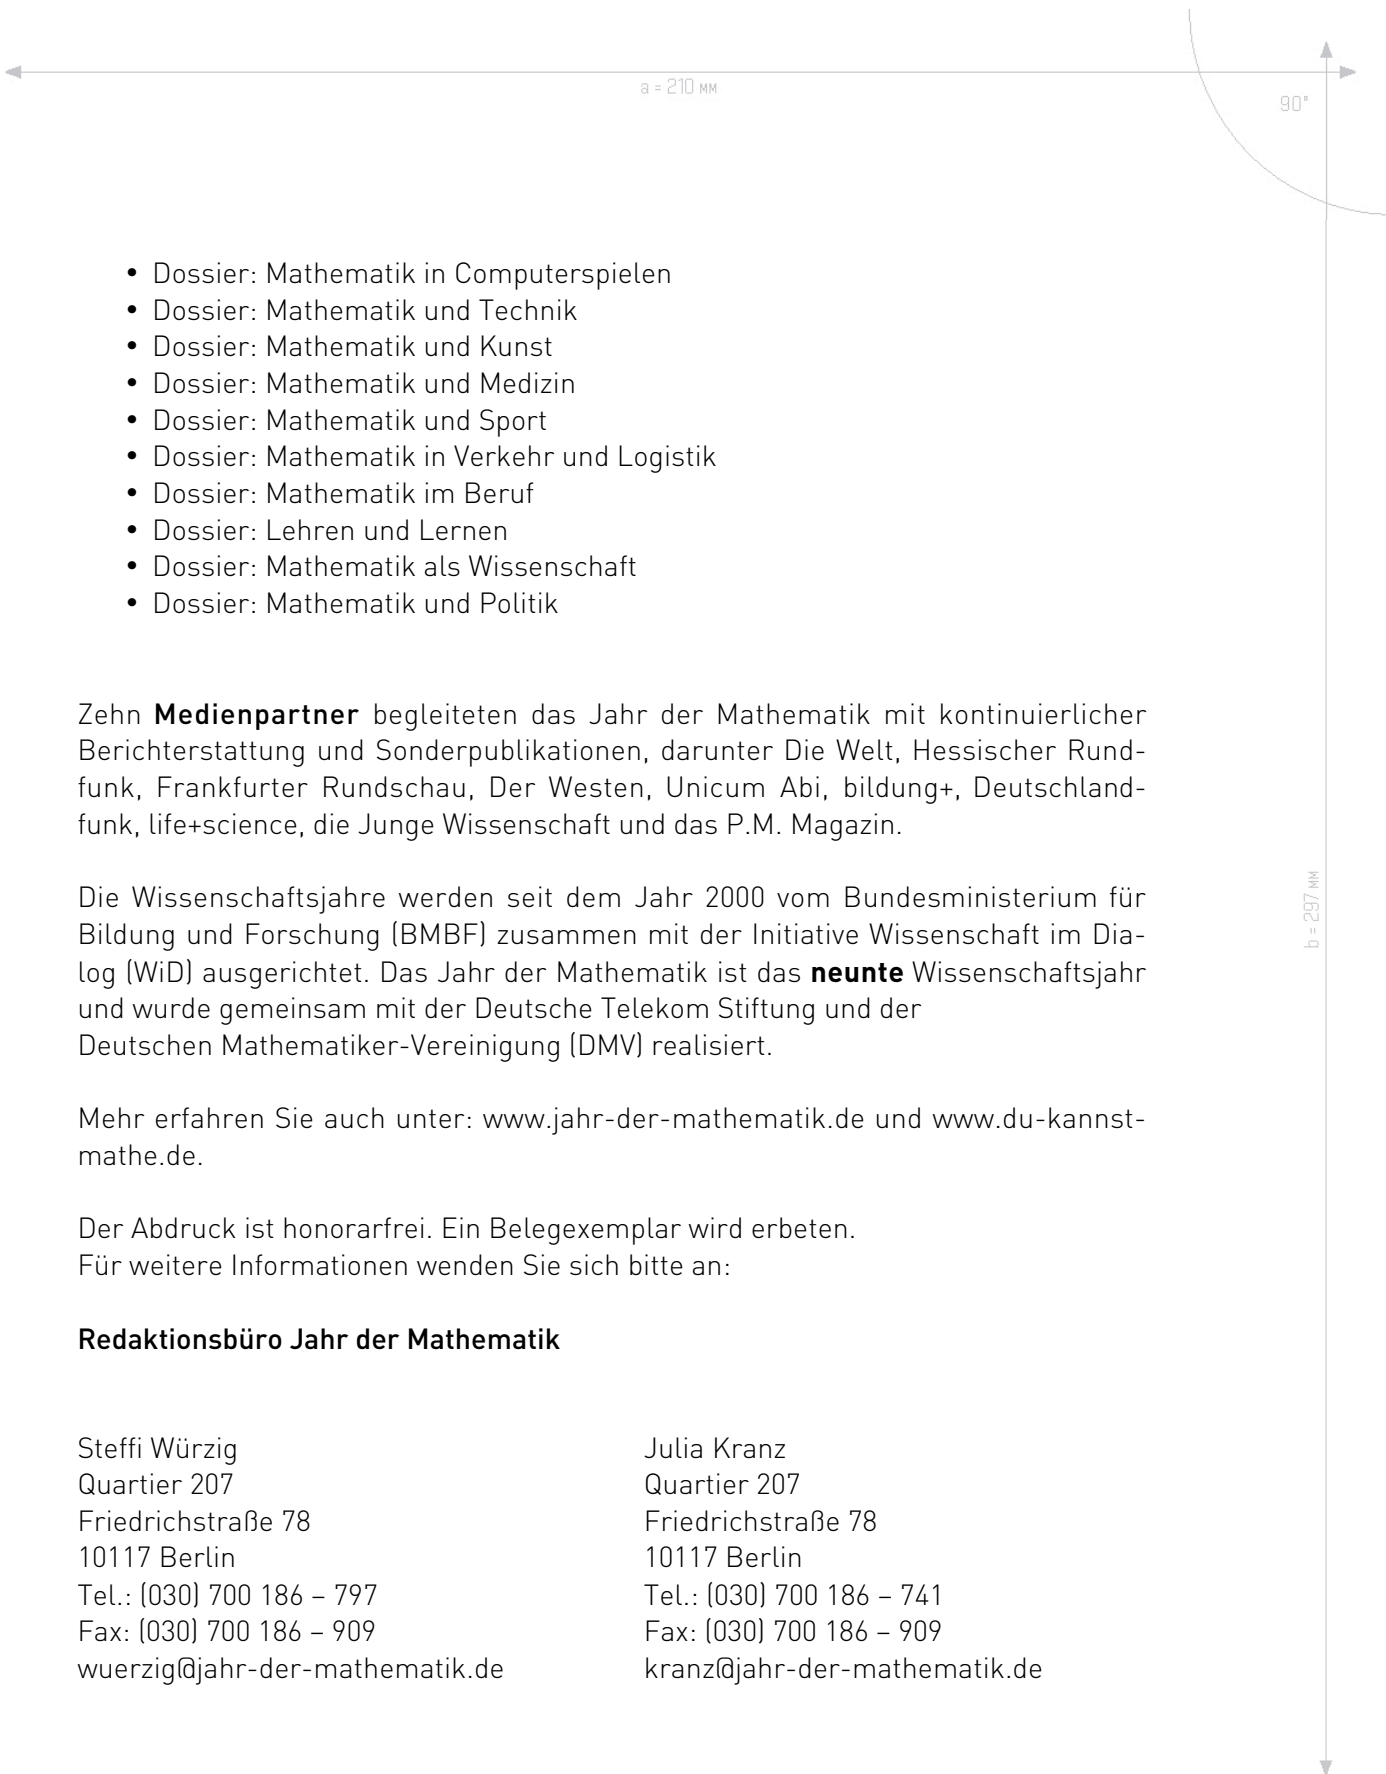 a = 210 MM
90°
• Dossier: Mathematik in Computerspielen
• Dossier: Mathematik und Technik
• Dossier: Mathematik und Kunst
• Dossier: Mathematik und Medizin
• Dossier: Mathematik und Sport
• Dossier: Mathematik in Verkehr und Logistik
• Dossier: Mathematik im Beruf
• Dossier: Lehren und Lernen
• Dossier: Mathematik als Wissenschaft
• Dossier: Mathematik und Politik
Zehn Medienpartner begleiteten das Jahr der Mathematik mit kontinuierlicher
Berichterstattung und Sonderpublikationen, darunter Die Welt, Hessischer Rund-
funk, Frankfurter Rundschau, Der Westen, Unicum Abi, bildung+, Deutschland-
funk, life+science, die Junge Wissenschaft und das P.M. Magazin.
Die Wissenschaftsjahre werden seit dem Jahr 2000 vom Bundesministerium für
Bildung und Forschung (BMBF) zusammen mit der Initiative Wissenschaft im Dia-
log (WiD) ausgerichtet. Das Jahr der Mathematik ist das neunte Wissenschaftsjahr
und wurde gemeinsam mit der Deutsche Telekom Stiftung und der
Deutschen Mathematiker-Vereinigung (DMV) realisiert.
b = 297 MM
Mehr erfahren Sie auch unter: www.jahr-der-mathematik.de und www.du-kannst-
mathe.de.
Der Abdruck ist honorarfrei. Ein Belegexemplar wird erbeten.
Für weitere Informationen wenden Sie sich bitte an:
Redaktionsbüro Jahr der Mathematik
Steffi Würzig
Quartier 207
Friedrichstraße 78
10117 Berlin
Tel.: (030) 700 186 – 797
Fax: (030) 700 186 – 909
wuerzig@jahr-der-mathematik.de
Julia Kranz
Quartier 207
Friedrichstraße 78
10117 Berlin
Tel.: (030) 700 186 – 741
Fax: (030) 700 186 – 909
kranz@jahr-der-mathematik.de